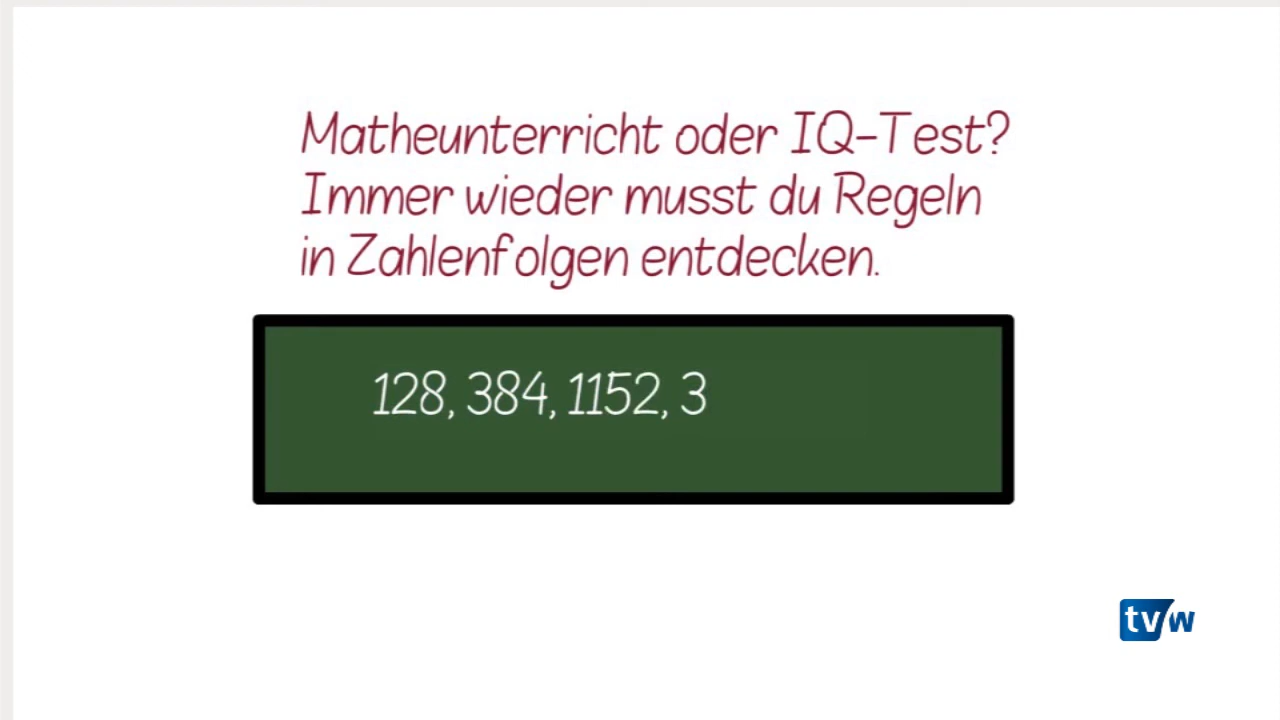 Matheunterricht oder IQ-Test?
Immer wieder musst du Regeln
in Zahlenfolgen entdecken.
128, 384, 1152, 3
tvw